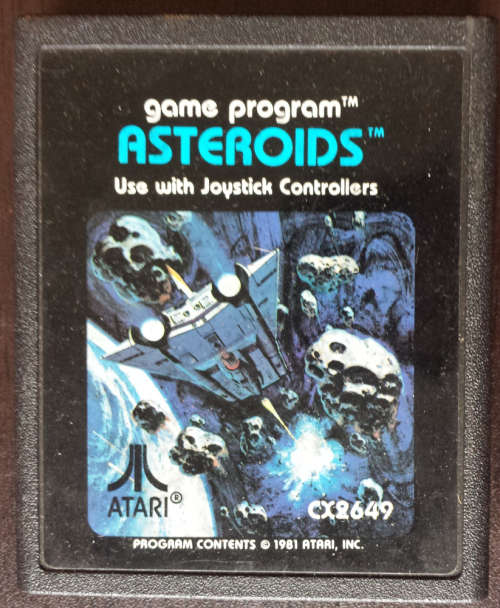 game program™
ASTEROIDS™
Use with Joystick Controllers
ATARI®
CX2649
PROGRAM CONTENTS © 1981 ATARI, INC.